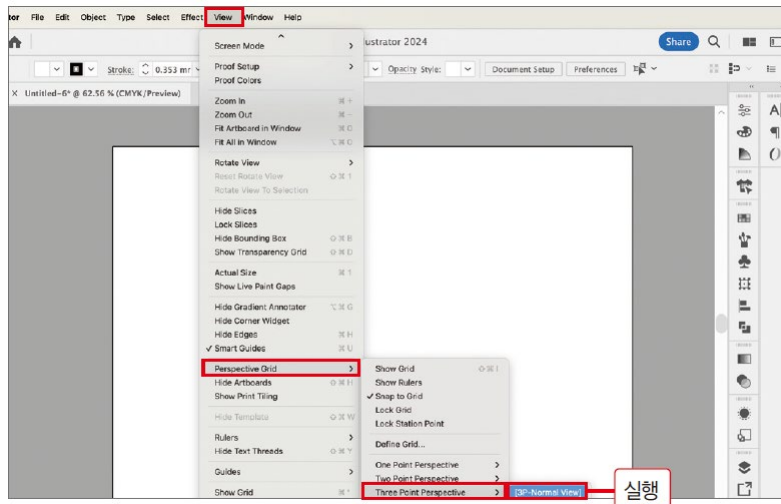 tor File Edit Object Type Select Effect View Window Help
lustrator 2024
Share
Stroke: 0.353 mr
Opacity Style: Document Setup Preferences
× Untitled-6* @ 62.56 % (CMYK/Preview)
Screen Mode
Proof Setup
Proof Colors
Zoom In ⌘ +
Zoom Out ⌘ −
Fit Artboard in Window ⌘ 0
Fit All in Window ⌥ ⌘ 0
Rotate View
Reset Rotate View ⇧ ⌘ 1
Rotate View To Selection
Hide Slices
Lock Slices
Hide Bounding Box ⇧ ⌘ B
Show Transparency Grid ⇧ ⌘ D
Actual Size ⌘ 1
Show Live Paint Gaps
Hide Gradient Annotator ⌥ ⌘ G
Hide Corner Widget
Hide Edges ⌘ H
✓ Smart Guides ⌘ U
Perspective Grid
Hide Artboards ⇧ ⌘ H
Show Print Tiling
Hide Template ⇧ ⌘ W
Rulers
Hide Text Threads ⇧ ⌘ Y
Guides
Show Grid ⌘ "
Show Grid ⇧ ⌘ I
Show Rulers
✓ Snap to Grid
Lock Grid
Lock Station Point
Define Grid...
One Point Perspective
Two Point Perspective
Three Point Perspective
[3P-Normal View]
실행